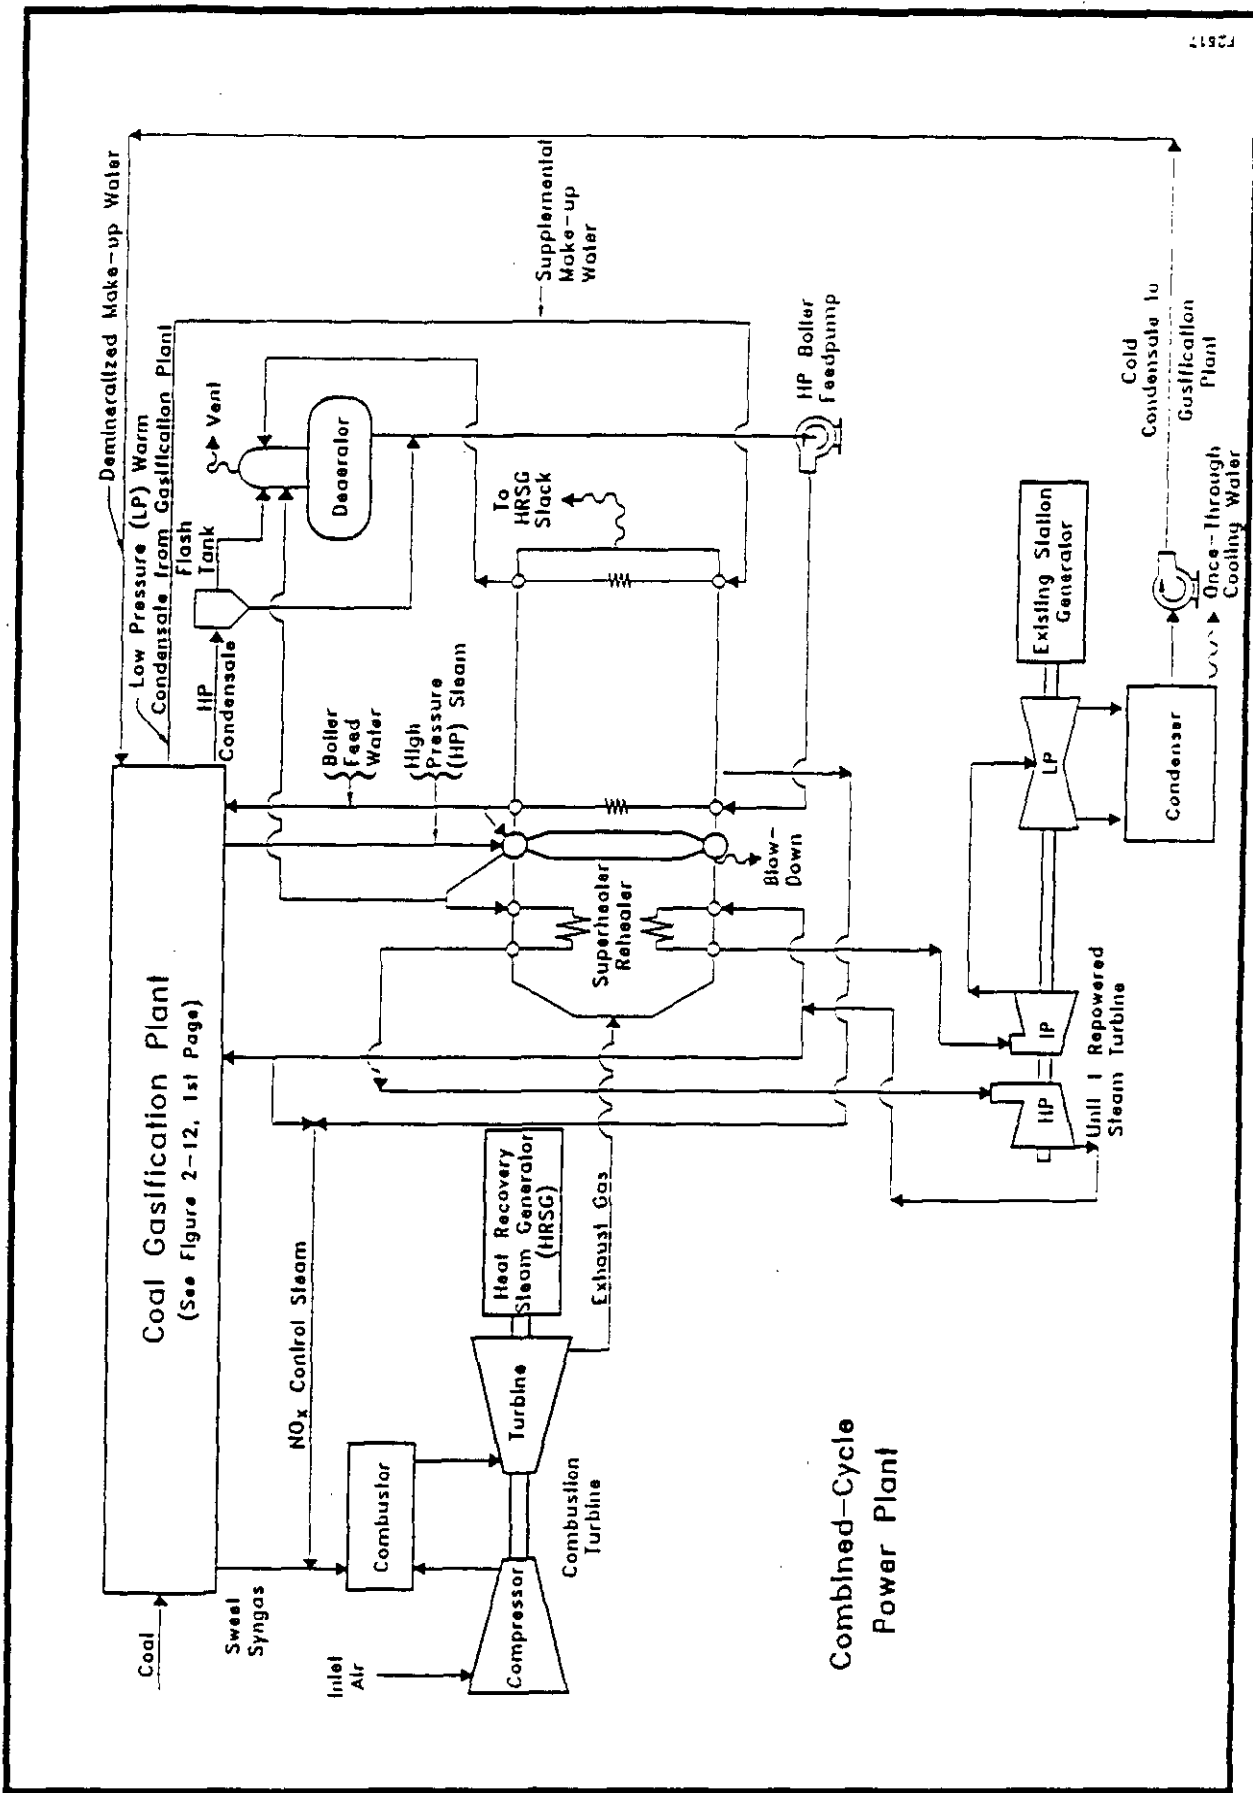 F2617
Demineralized Make-up Water
Low Pressure (LP) Warm
Condensate from Gasification Plant
Coal Gasification Plant
(See Figure 2-12, 1st Page)
Coal
Sweet
Syngas
NOx Control Steam
HP
Condensate
Flash
Tank
Vent
Deaerator
Supplemental
Make-up
Water
Boiler
Feed
Water
High
Pressure
(HP) Steam
To
HRSG
Stack
HP Boiler
Feedpump
Superheater
Reheater
Blow-
Down
Inlet
Air
Combustor
Compressor
Turbine
Combustion
Turbine
Heat Recovery
Steam Generator
(HRSG)
Exhaust Gas
HP
IP
LP
Unit 1 Repowered
Steam Turbine
Existing Station
Generator
Condenser
Cold
Condensate to
Gasification
Plant
Once-Through
Cooling Water
Combined-Cycle
Power Plant